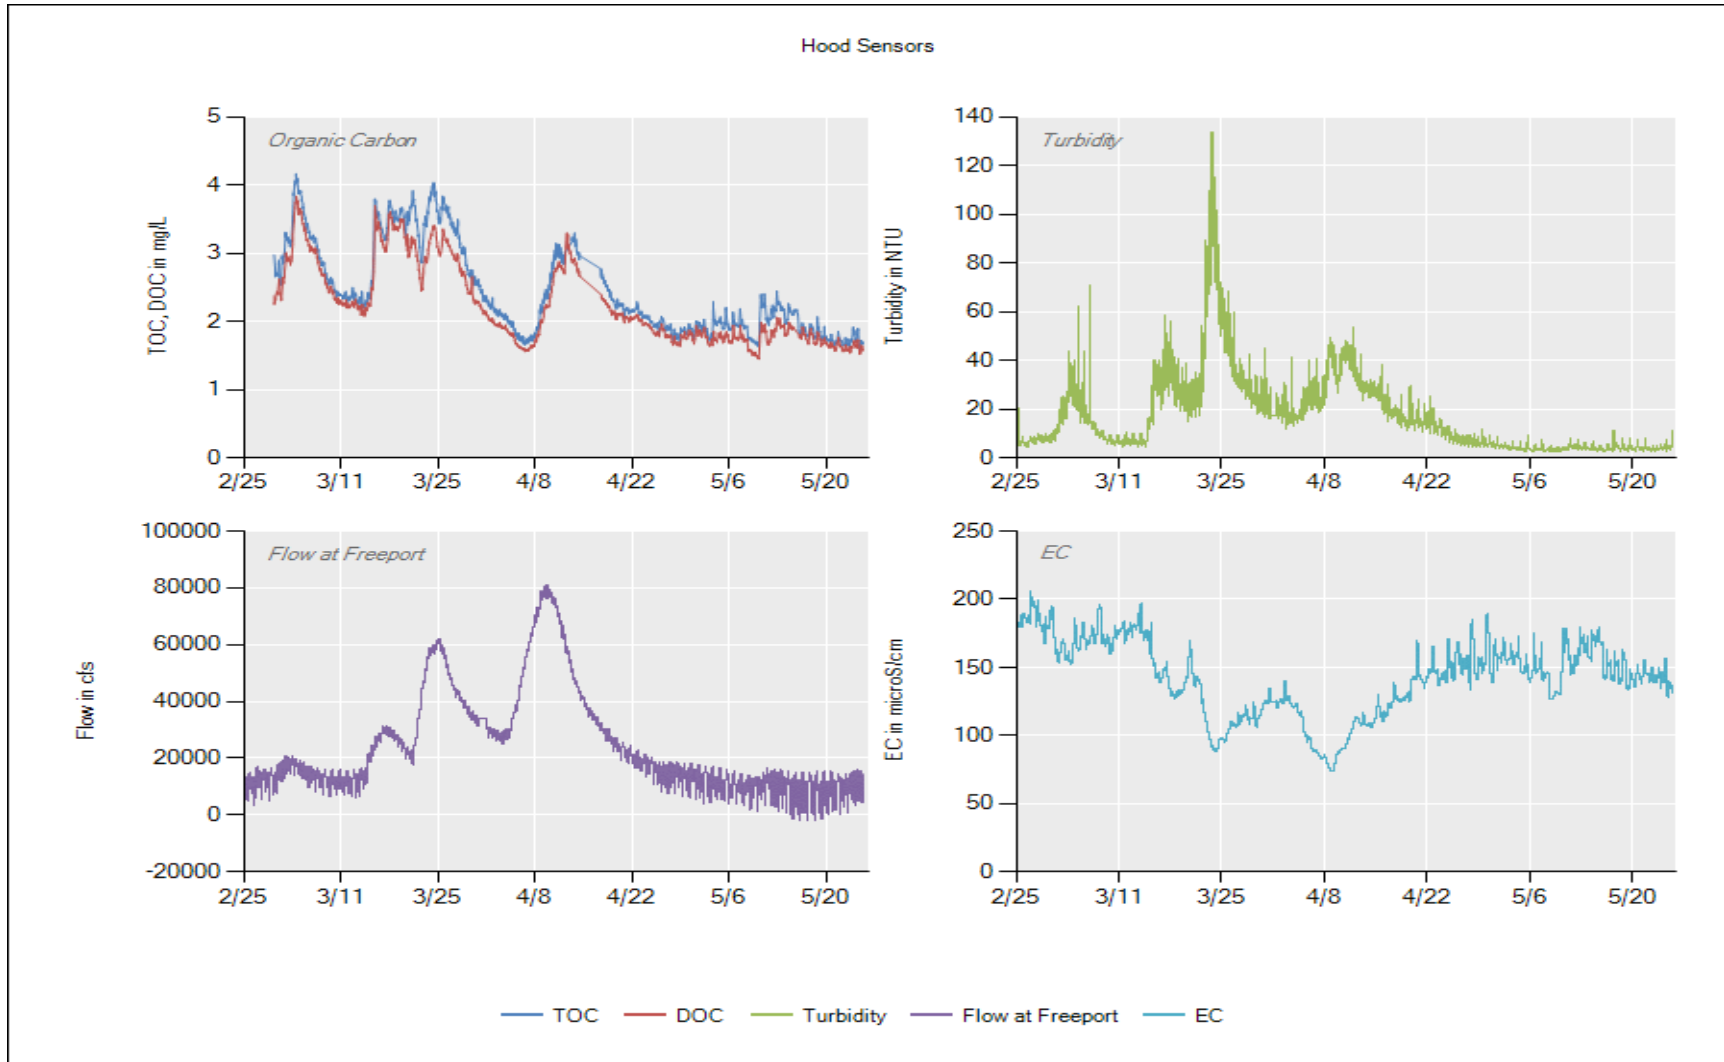 Hood Sensors
Organic Carbon
TOC, DOC in mg/L
5
4
3
2
1
0
2/25 3/11 3/25 4/8 4/22 5/6 5/20
Turbidity
Turbidity in NTU
140
120
100
80
60
40
20
0
2/25 3/11 3/25 4/8 4/22 5/6 5/20
Flow at Freeport
Flow in cfs
100000
80000
60000
40000
20000
0
-20000
2/25 3/11 3/25 4/8 4/22 5/6 5/20
EC
EC in microS/cm
250
200
150
100
50
0
2/25 3/11 3/25 4/8 4/22 5/6 5/20
TOC DOC Turbidity Flow at Freeport EC